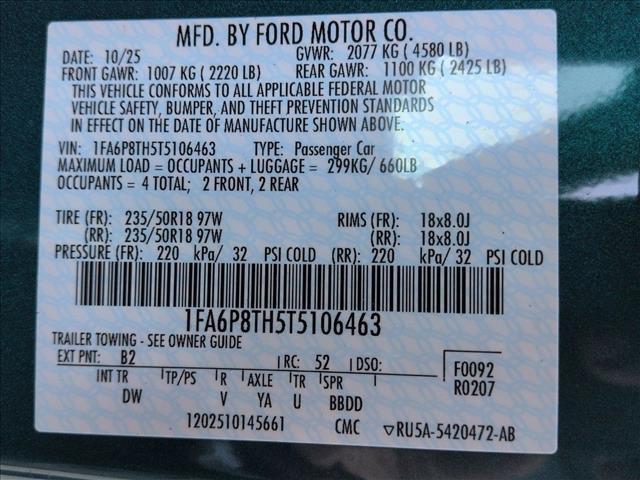 MFD. BY FORD MOTOR CO.
DATE: 10/25 GVWR: 2077 KG ( 4580 LB)
FRONT GAWR: 1007 KG ( 2220 LB) REAR GAWR: 1100 KG ( 2425 LB)
THIS VEHICLE CONFORMS TO ALL APPLICABLE FEDERAL MOTOR
VEHICLE SAFETY, BUMPER, AND THEFT PREVENTION STANDARDS
IN EFFECT ON THE DATE OF MANUFACTURE SHOWN ABOVE.
VIN: 1FA6P8TH5T5106463 TYPE: Passenger Car
MAXIMUM LOAD = OCCUPANTS + LUGGAGE = 299KG/ 660LB
OCCUPANTS = 4 TOTAL; 2 FRONT, 2 REAR
TIRE (FR): 235/50R18 97W RIMS (FR): 18x8.0J
(RR): 235/50R18 97W (RR): 18x8.0J
PRESSURE (FR): 220 kPa/ 32 PSI COLD (RR): 220 kPa/ 32 PSI COLD
1FA6P8TH5T5106463
TRAILER TOWING - SEE OWNER GUIDE
EXT PNT: B2 RC: 52 DSO: F0092
R0207
INT TR TP/PS R AXLE TR SPR
DW V YA U BBDD
1202510145661 CMC ▽RU5A-5420472-AB